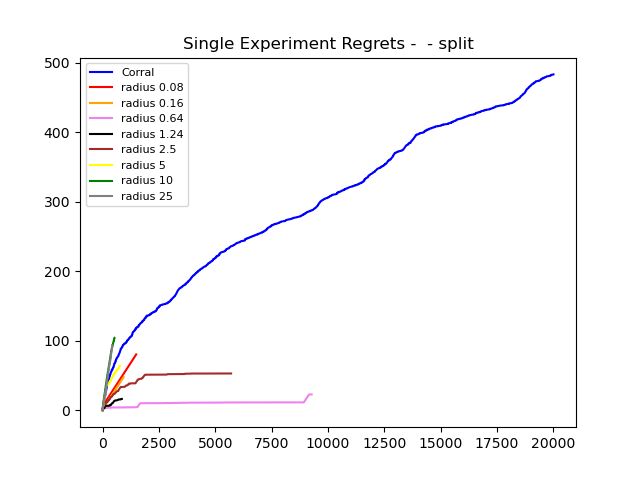 Single Experiment Regrets -  - split
500
400
300
200
100
0
Corral
radius 0.08
radius 0.16
radius 0.64
radius 1.24
radius 2.5
radius 5
radius 10
radius 25
0 2500 5000 7500 10000 12500 15000 17500 20000